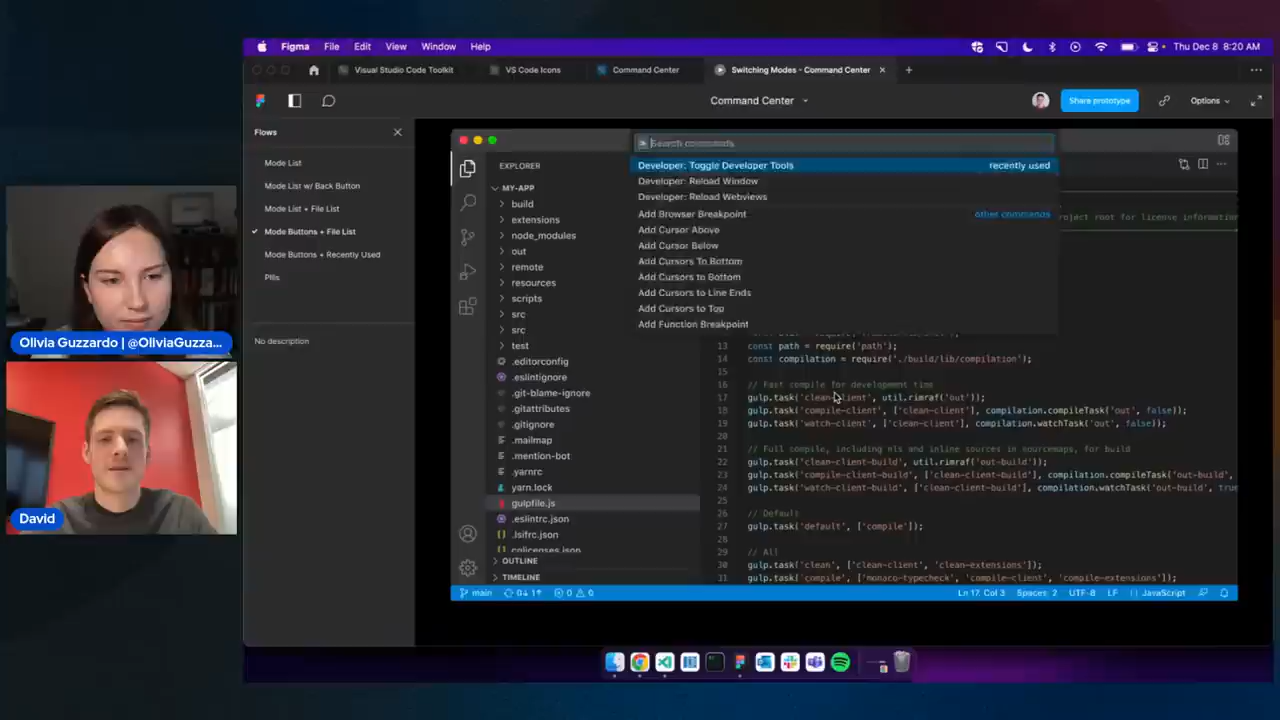 Figma File Edit View Window Help
Thu Dec 8 8:20 AM
Visual Studio Code Toolkit
VS Code Icons
Command Center
Switching Modes - Command Center
Command Center
Share prototype
Options
Flows
Mode List
Mode List w/ Back Button
Mode List + File List
Mode Buttons + File List
Mode Buttons + Recently Used
Pills
No description
Olivia Guzzardo | @OliviaGuzza...
David
EXPLORER
MY-APP
build
extensions
node_modules
out
remote
resources
scripts
src
src
test
.editorconfig
.eslintignore
.git-blame-ignore
.gitattributes
.gitignore
.mailmap
.mention-bot
.yarnrc
yarn.lock
gulpfile.js
.eslintrc.json
.lsifrc.json
cglicenses.json
OUTLINE
TIMELINE
Search commands
Developer: Toggle Developer Tools recently used
Developer: Reload Window
Developer: Reload Webviews
Add Browser Breakpoint other commands
Add Cursor Above
Add Cursor Below
Add Cursors To Bottom
Add Cursors to Bottom
Add Cursors to Line Ends
Add Cursors to Top
Add Function Breakpoint
project root for license information
13 const path = require('path');
14 const compilation = require('./build/lib/compilation');
15
16 // Fast compile for development time
17 gulp.task('clean-client', util.rimraf('out'));
18 gulp.task('compile-client', ['clean-client'], compilation.compileTask('out', false));
19 gulp.task('watch-client', ['clean-client'], compilation.watchTask('out', false));
20
21 // Full compile, including nls and inline sources in sourcemaps, for build
22 gulp.task('clean-client-build', util.rimraf('out-build'));
23 gulp.task('compile-client-build', ['clean-client-build'], compilation.compileTask('out-build',
24 gulp.task('watch-client-build', ['clean-client-build'], compilation.watchTask('out-build', true
25
26 // Default
27 gulp.task('default', ['compile']);
28
29 // All
30 gulp.task('clean', ['clean-client', 'clean-extensions']);
31 gulp.task('compile', ['monaco-typecheck', 'compile-client', 'compile-extensions']);
main 0↓ 1↑ 0 0
Ln 17, Col 3 Spaces: 2 UTF-8 LF {} JavaScript